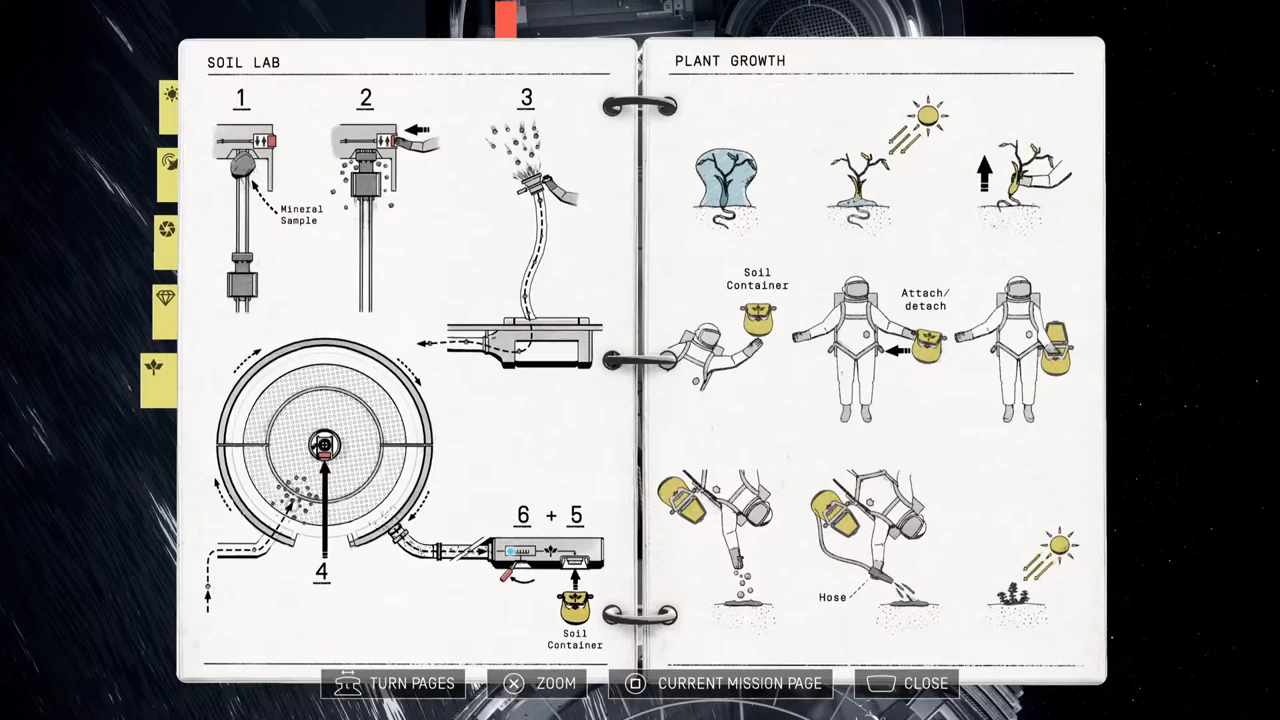 SOIL LAB
1
2
3
Mineral
Sample
4
6 + 5
Soil
Container
PLANT GROWTH
Soil
Container
Attach/
detach
Hose
TURN PAGES
ZOOM
CURRENT MISSION PAGE
CLOSE